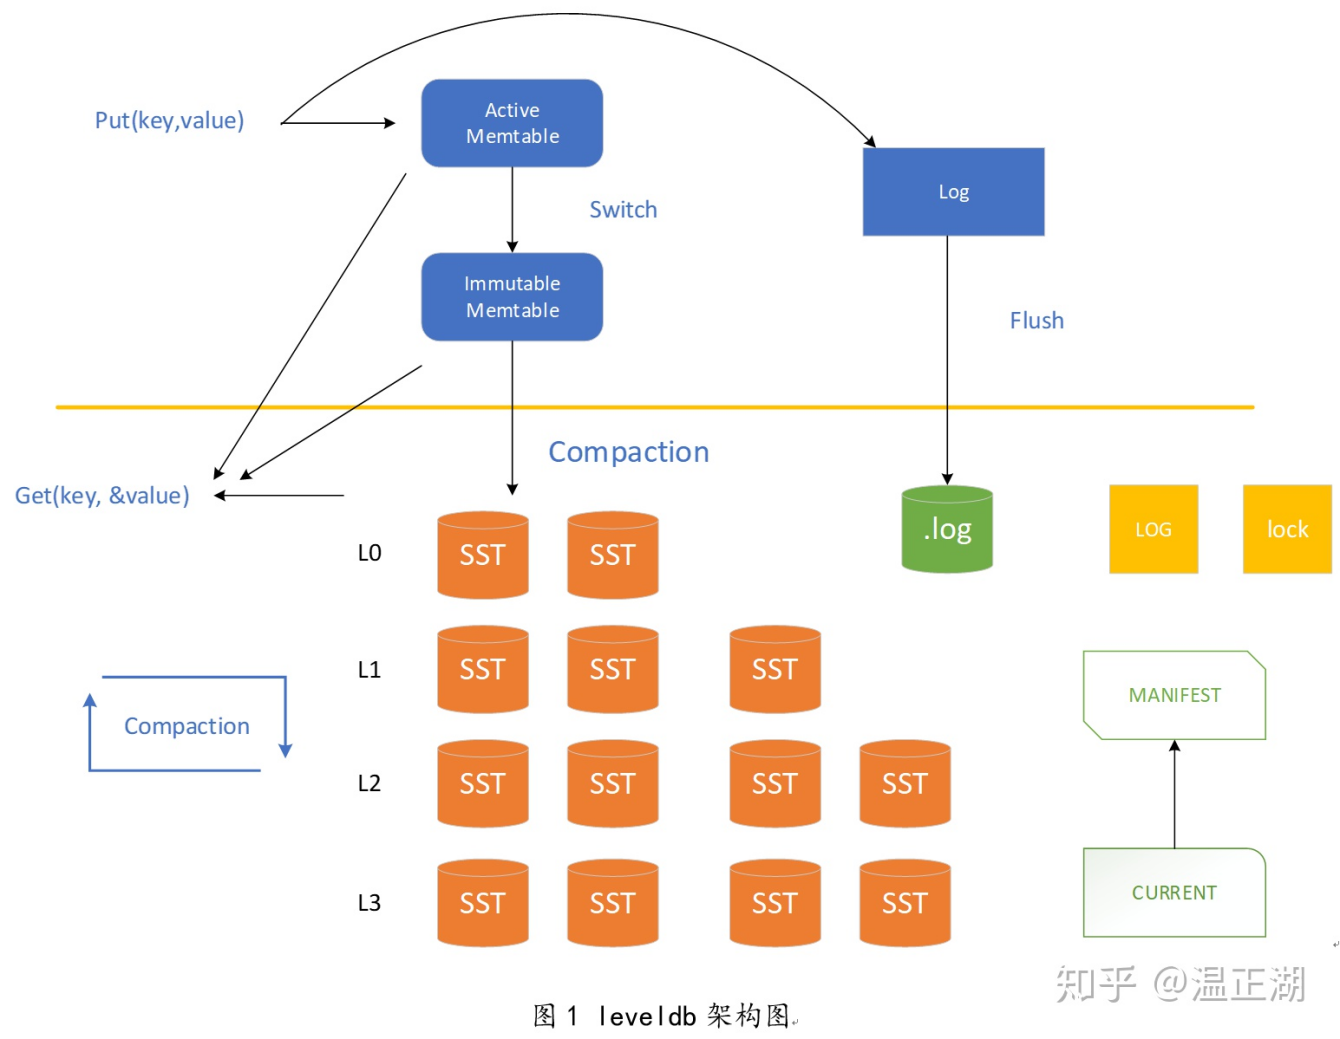 Put(key,value)
Active
Memtable
Log
Switch
Immutable
Memtable
Flush
Compaction
Get(key, &value)
L0
SST
SST
.log
LOG
lock
L1
SST
SST
SST
MANIFEST
Compaction
L2
SST
SST
SST
SST
L3
SST
SST
SST
SST
CURRENT
知乎 @温正湖
图 1 leveldb 架构图